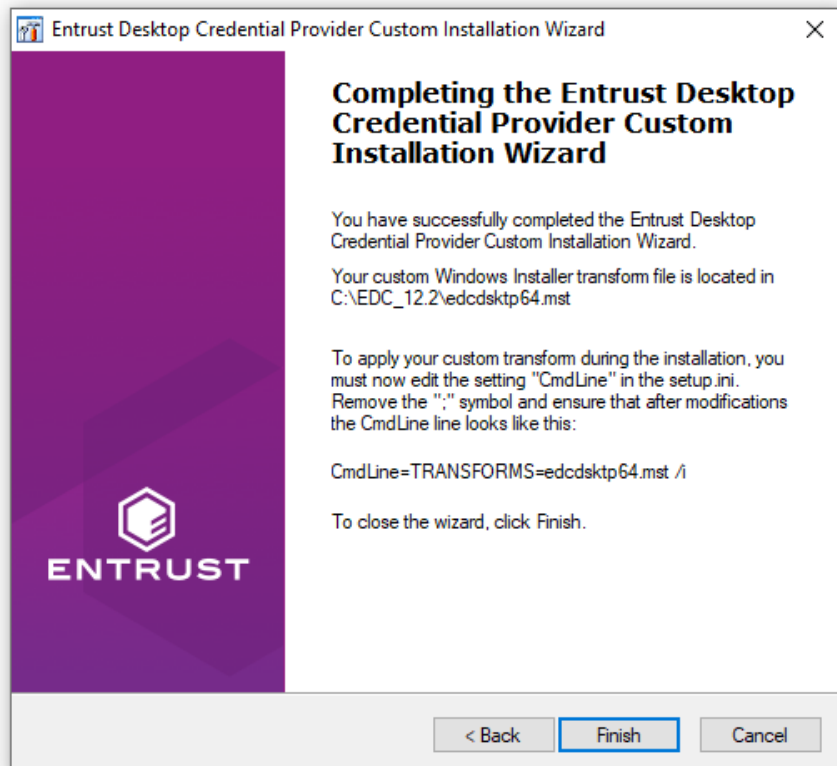 Entrust Desktop Credential Provider Custom Installation Wizard
Completing the Entrust Desktop
Credential Provider Custom
Installation Wizard
You have successfully completed the Entrust Desktop
Credential Provider Custom Installation Wizard.
Your custom Windows Installer transform file is located in
C:\EDC_12.2\edcdsktp64.mst
To apply your custom transform during the installation, you
must now edit the setting "CmdLine" in the setup.ini.
Remove the ";" symbol and ensure that after modifications
the CmdLine line looks like this:
CmdLine=TRANSFORMS=edcdsktp64.mst /i
To close the wizard, click Finish.
ENTRUST
< Back
Finish
Cancel